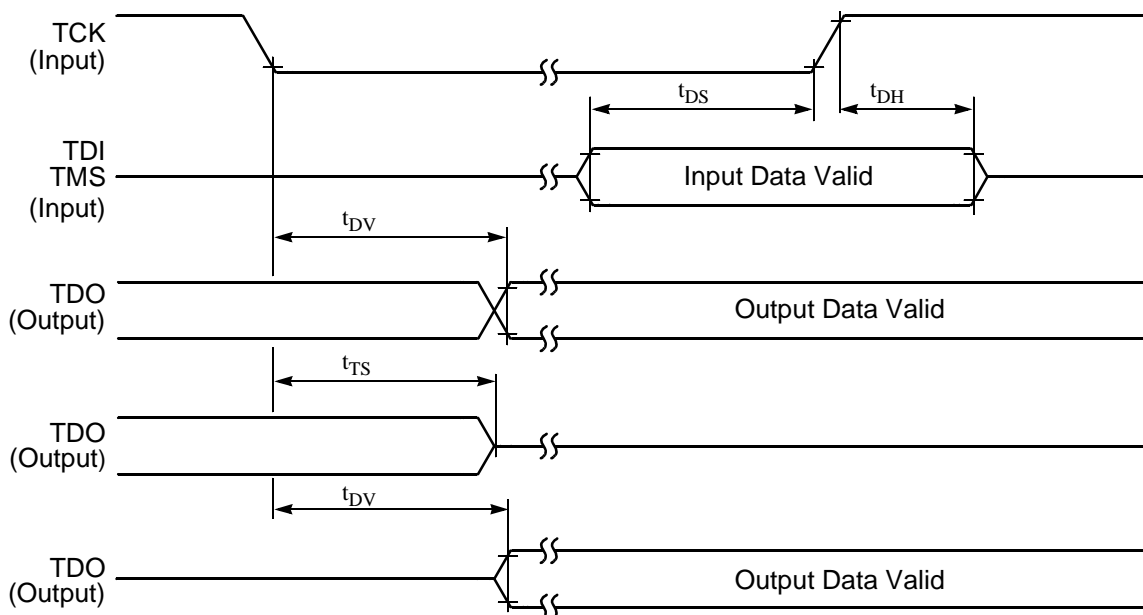 TCK
(Input)
tDS
tDH
TDI
TMS
(Input)
Input Data Valid
tDV
TDO
(Output)
Output Data Valid
tTS
TDO
(Output)
tDV
TDO
(Output)
Output Data Valid